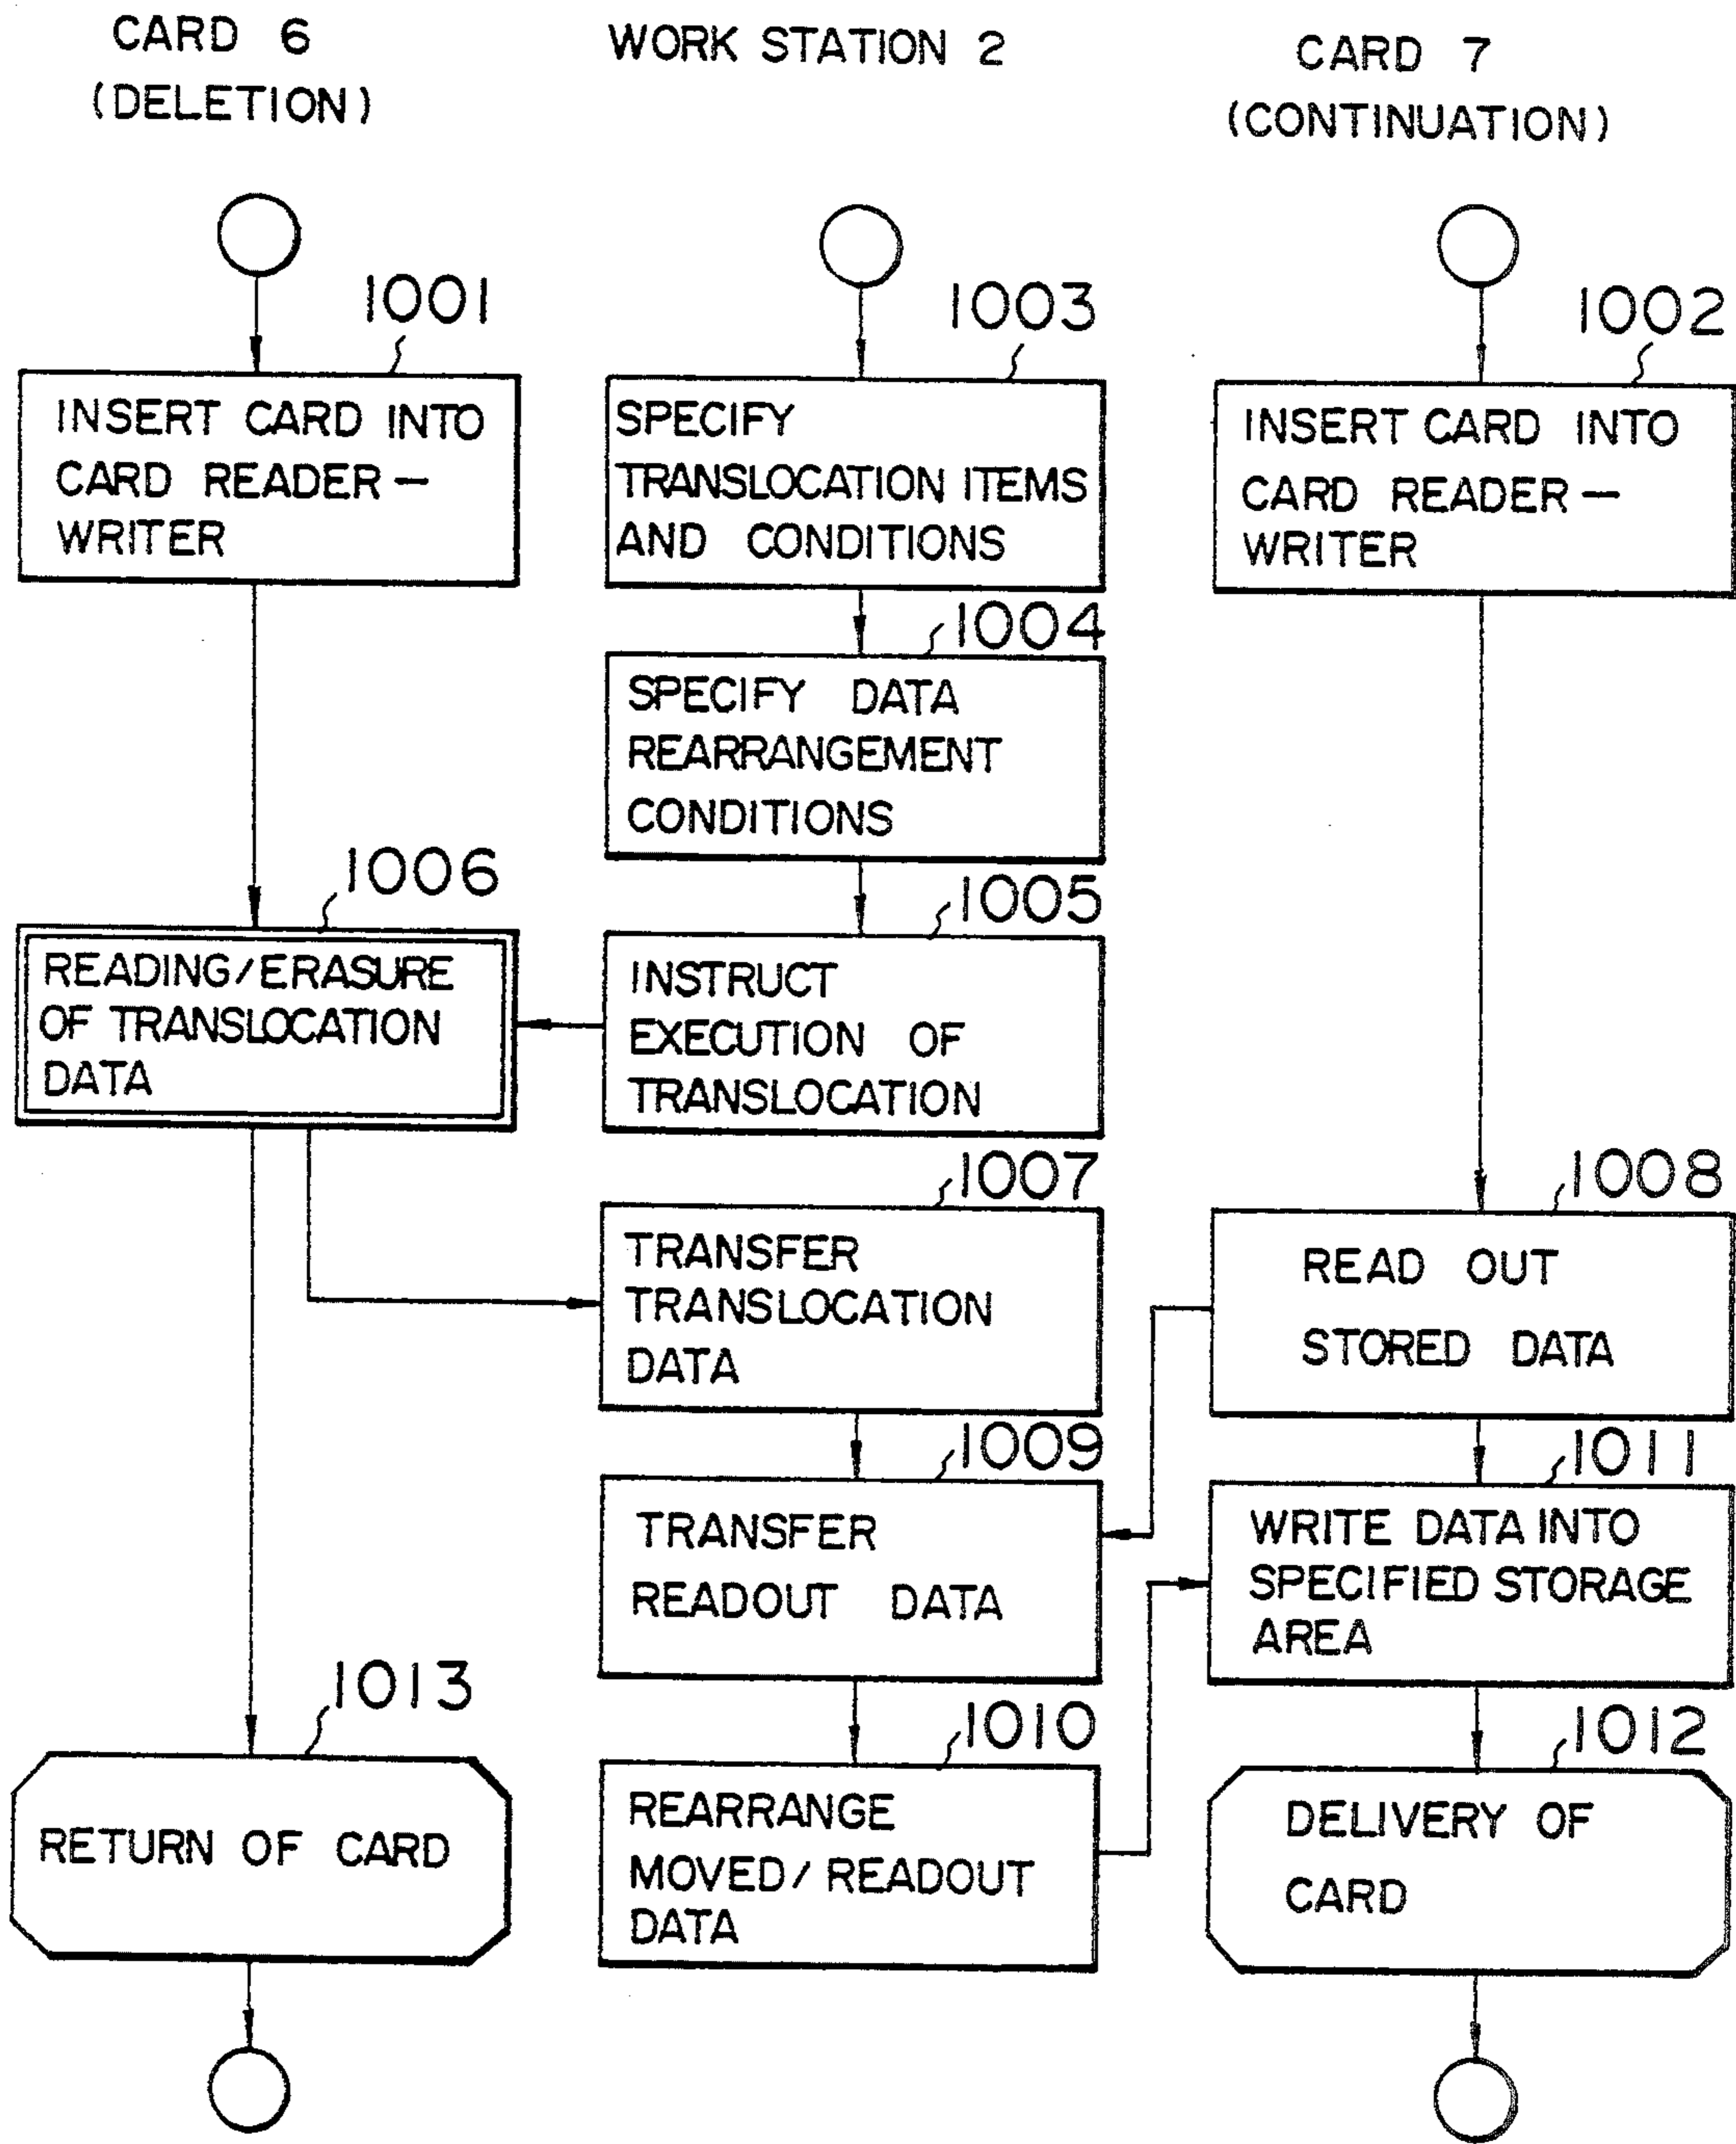 CARD 6
(DELETION)
WORK STATION 2
CARD 7
(CONTINUATION)
1001
INSERT CARD INTO
CARD READER —
WRITER
1003
SPECIFY
TRANSLOCATION ITEMS
AND CONDITIONS
1002
INSERT CARD INTO
CARD READER —
WRITER
1004
SPECIFY DATA
REARRANGEMENT
CONDITIONS
1006
READING/ERASURE
OF TRANSLOCATION
DATA
1005
INSTRUCT
EXECUTION OF
TRANSLOCATION
1007
TRANSFER
TRANSLOCATION
DATA
1008
READ OUT
STORED DATA
1009
TRANSFER
READOUT DATA
1011
WRITE DATA INTO
SPECIFIED STORAGE
AREA
1013
RETURN OF CARD
1010
REARRANGE
MOVED/READOUT
DATA
1012
DELIVERY OF
CARD